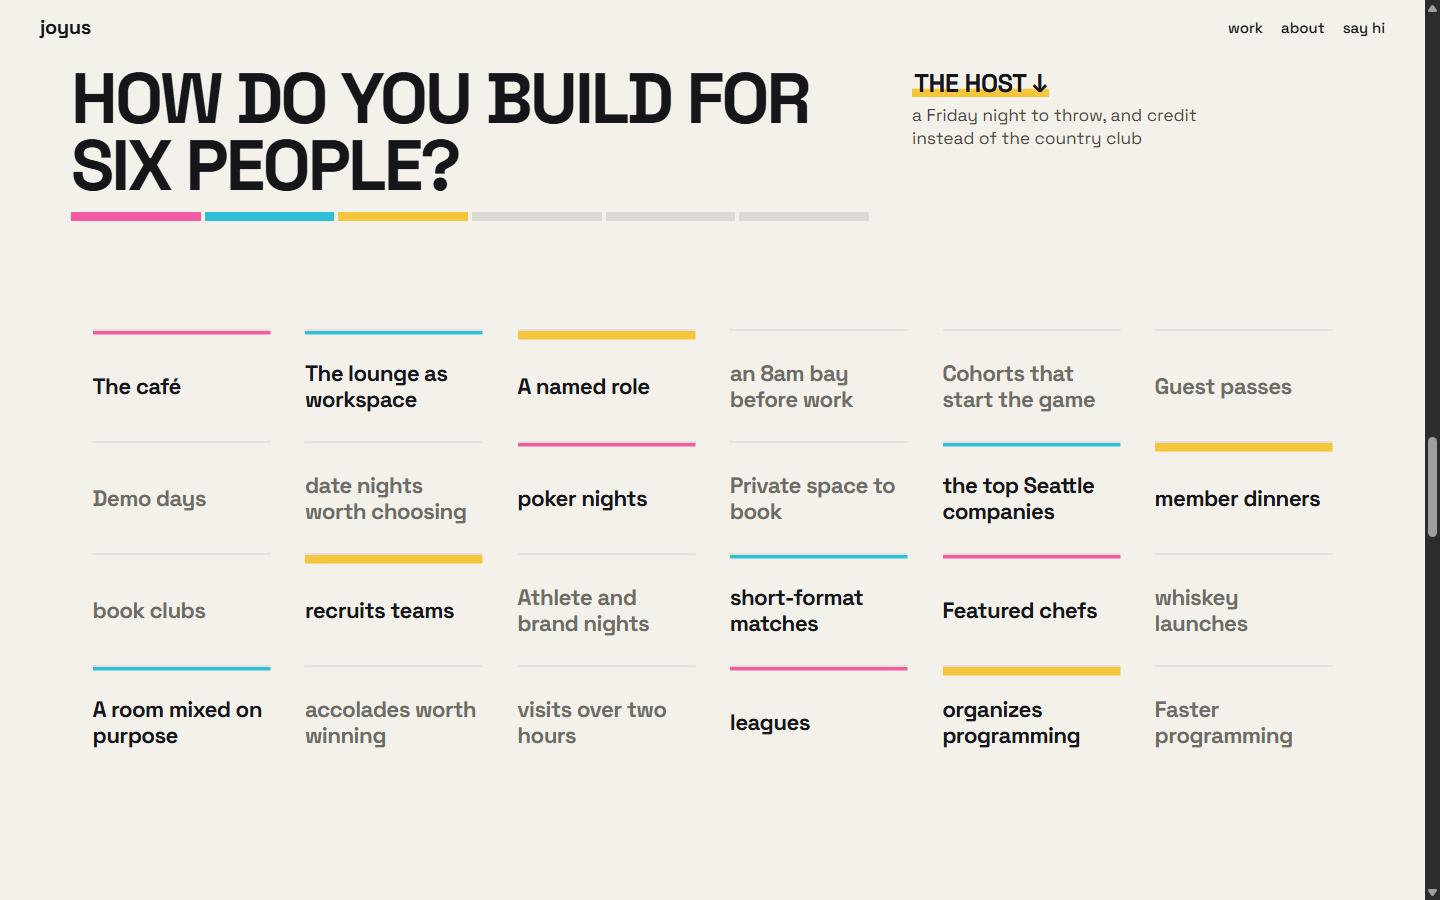 joyus
work about say hi
HOW DO YOU BUILD FOR
SIX PEOPLE?
THE HOST ↓
a Friday night to throw, and credit
instead of the country club
The café
The lounge as
workspace
A named role
an 8am bay
before work
Cohorts that
start the game
Guest passes
Demo days
date nights
worth choosing
poker nights
Private space to
book
the top Seattle
companies
member dinners
book clubs
recruits teams
Athlete and
brand nights
short-format
matches
Featured chefs
whiskey
launches
A room mixed on
purpose
accolades worth
winning
visits over two
hours
leagues
organizes
programming
Faster
programming